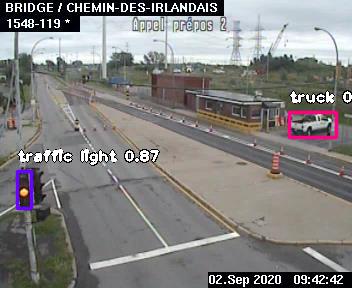 BRIDGE / CHEMIN-DES-IRLANDAIS
1548-119 *
Appel prépos 2
truck 0
traffic light 0.87
02.Sep 2020 09:42:42